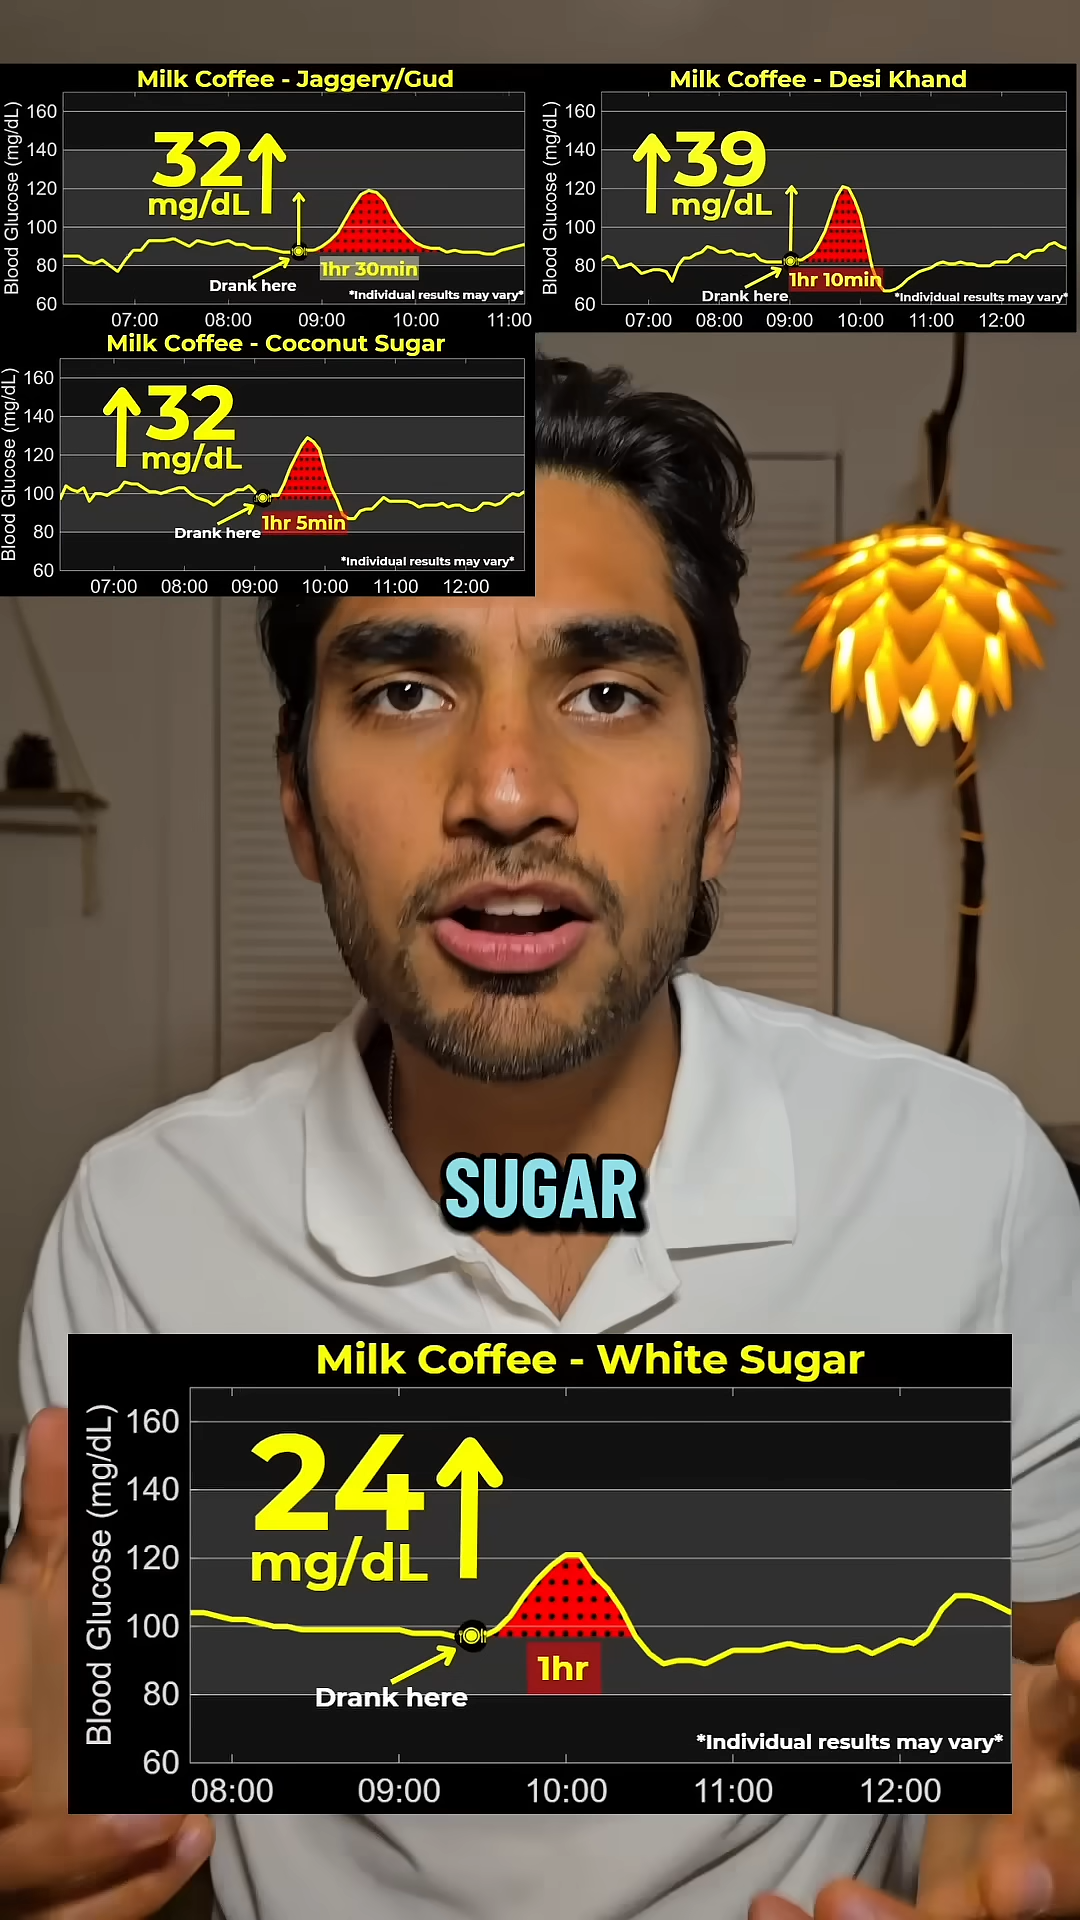 Milk Coffee - Jaggery/Gud
Blood Glucose (mg/dL)
160
140
120
100
80
60
32
mg/dL
1hr 30min
Drank here
*Individual results may vary*
07:00 08:00 09:00 10:00 11:00
Milk Coffee - Desi Khand
Blood Glucose (mg/dL)
160
140
120
100
80
60
39
mg/dL
1hr 10min
Drank here
*Individual results may vary*
07:00 08:00 09:00 10:00 11:00 12:00
Milk Coffee - Coconut Sugar
Blood Glucose (mg/dL)
160
140
120
100
80
60
32
mg/dL
1hr 5min
Drank here
*Individual results may vary*
07:00 08:00 09:00 10:00 11:00 12:00
SUGAR
Milk Coffee - White Sugar
Blood Glucose (mg/dL)
160
140
120
100
80
60
24
mg/dL
1hr
Drank here
*Individual results may vary*
08:00 09:00 10:00 11:00 12:00